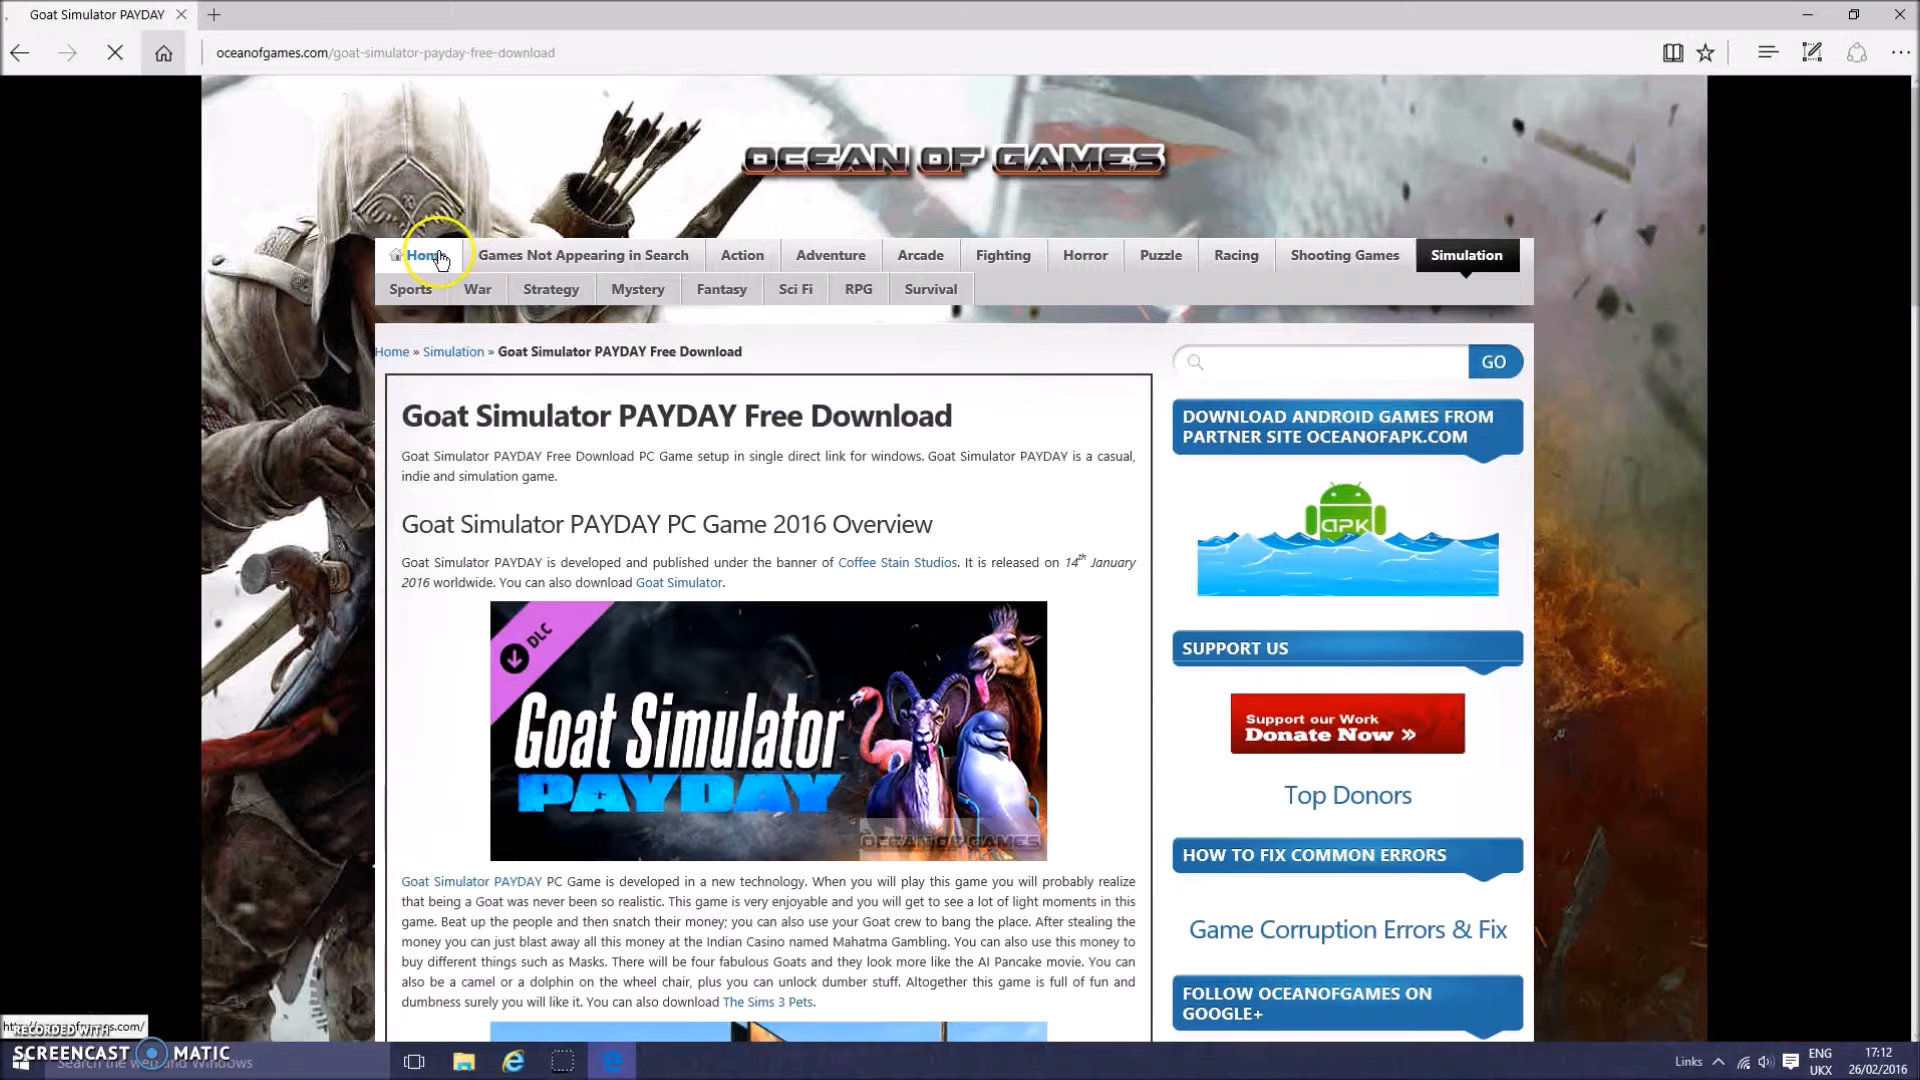 Goat Simulator PAYDAY
oceanofgames.com/goat-simulator-payday-free-download
OCEAN OF GAMES
Home Games Not Appearing in Search Action Adventure Arcade Fighting Horror Puzzle Racing Shooting Games Simulation
Sports War Strategy Mystery Fantasy Sci Fi RPG Survival
Home » Simulation » Goat Simulator PAYDAY Free Download
GO
Goat Simulator PAYDAY Free Download
Goat Simulator PAYDAY Free Download PC Game setup in single direct link for windows. Goat Simulator PAYDAY is a casual,
indie and simulation game.
Goat Simulator PAYDAY PC Game 2016 Overview
Goat Simulator PAYDAY is developed and published under the banner of Coffee Stain Studios. It is released on 14th January
2016 worldwide. You can also download Goat Simulator.
DLC
Goat Simulator
PAYDAY
OCEAN OF GAMES
Goat Simulator PAYDAY PC Game is developed in a new technology. When you will play this game you will probably realize
that being a Goat was never been so realistic. This game is very enjoyable and you will get to see a lot of light moments in this
game. Beat up the people and then snatch their money; you can also use your Goat crew to bang the place. After stealing the
money you can just blast away all this money at the Indian Casino named Mahatma Gambling. You can also use this money to
buy different things such as Masks. There will be four fabulous Goats and they look more like the AI Pancake movie. You can
also be a camel or a dolphin on the wheel chair, plus you can unlock dumber stuff. Altogether this game is full of fun and
dumbness surely you will like it. You can also download The Sims 3 Pets.
DOWNLOAD ANDROID GAMES FROM
PARTNER SITE OCEANOFAPK.COM
APK
SUPPORT US
Support our Work
Donate Now »
Top Donors
HOW TO FIX COMMON ERRORS
Game Corruption Errors & Fix
FOLLOW OCEANOFGAMES ON
GOOGLE+
RECORDED WITH
SCREENCAST MATIC
Search the web and Windows
Links
ENG
UKX
17:12
26/02/2016